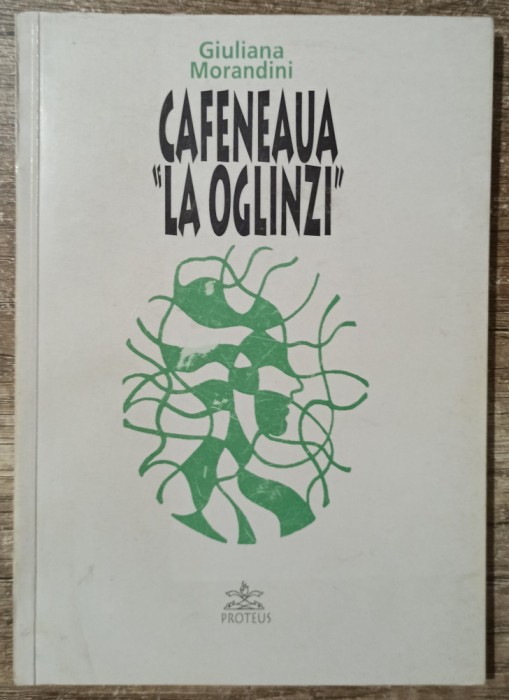 Giuliana
Morandini
CAFENEAUA
"LA OGLINZI"
PROTEUS